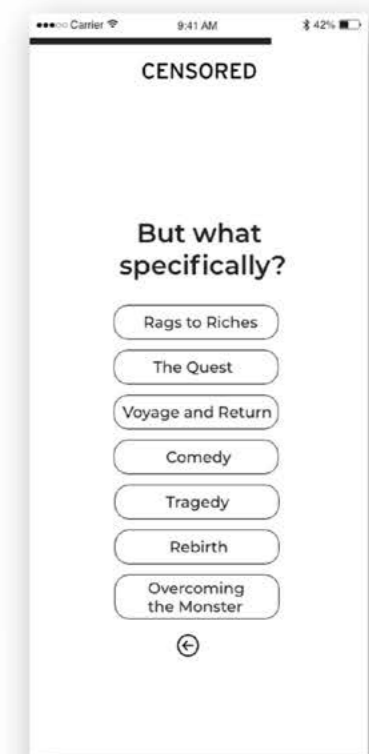 Carrier 9:41 AM 42%
CENSORED
But what
specifically?
Rags to Riches
The Quest
Voyage and Return
Comedy
Tragedy
Rebirth
Overcoming
the Monster